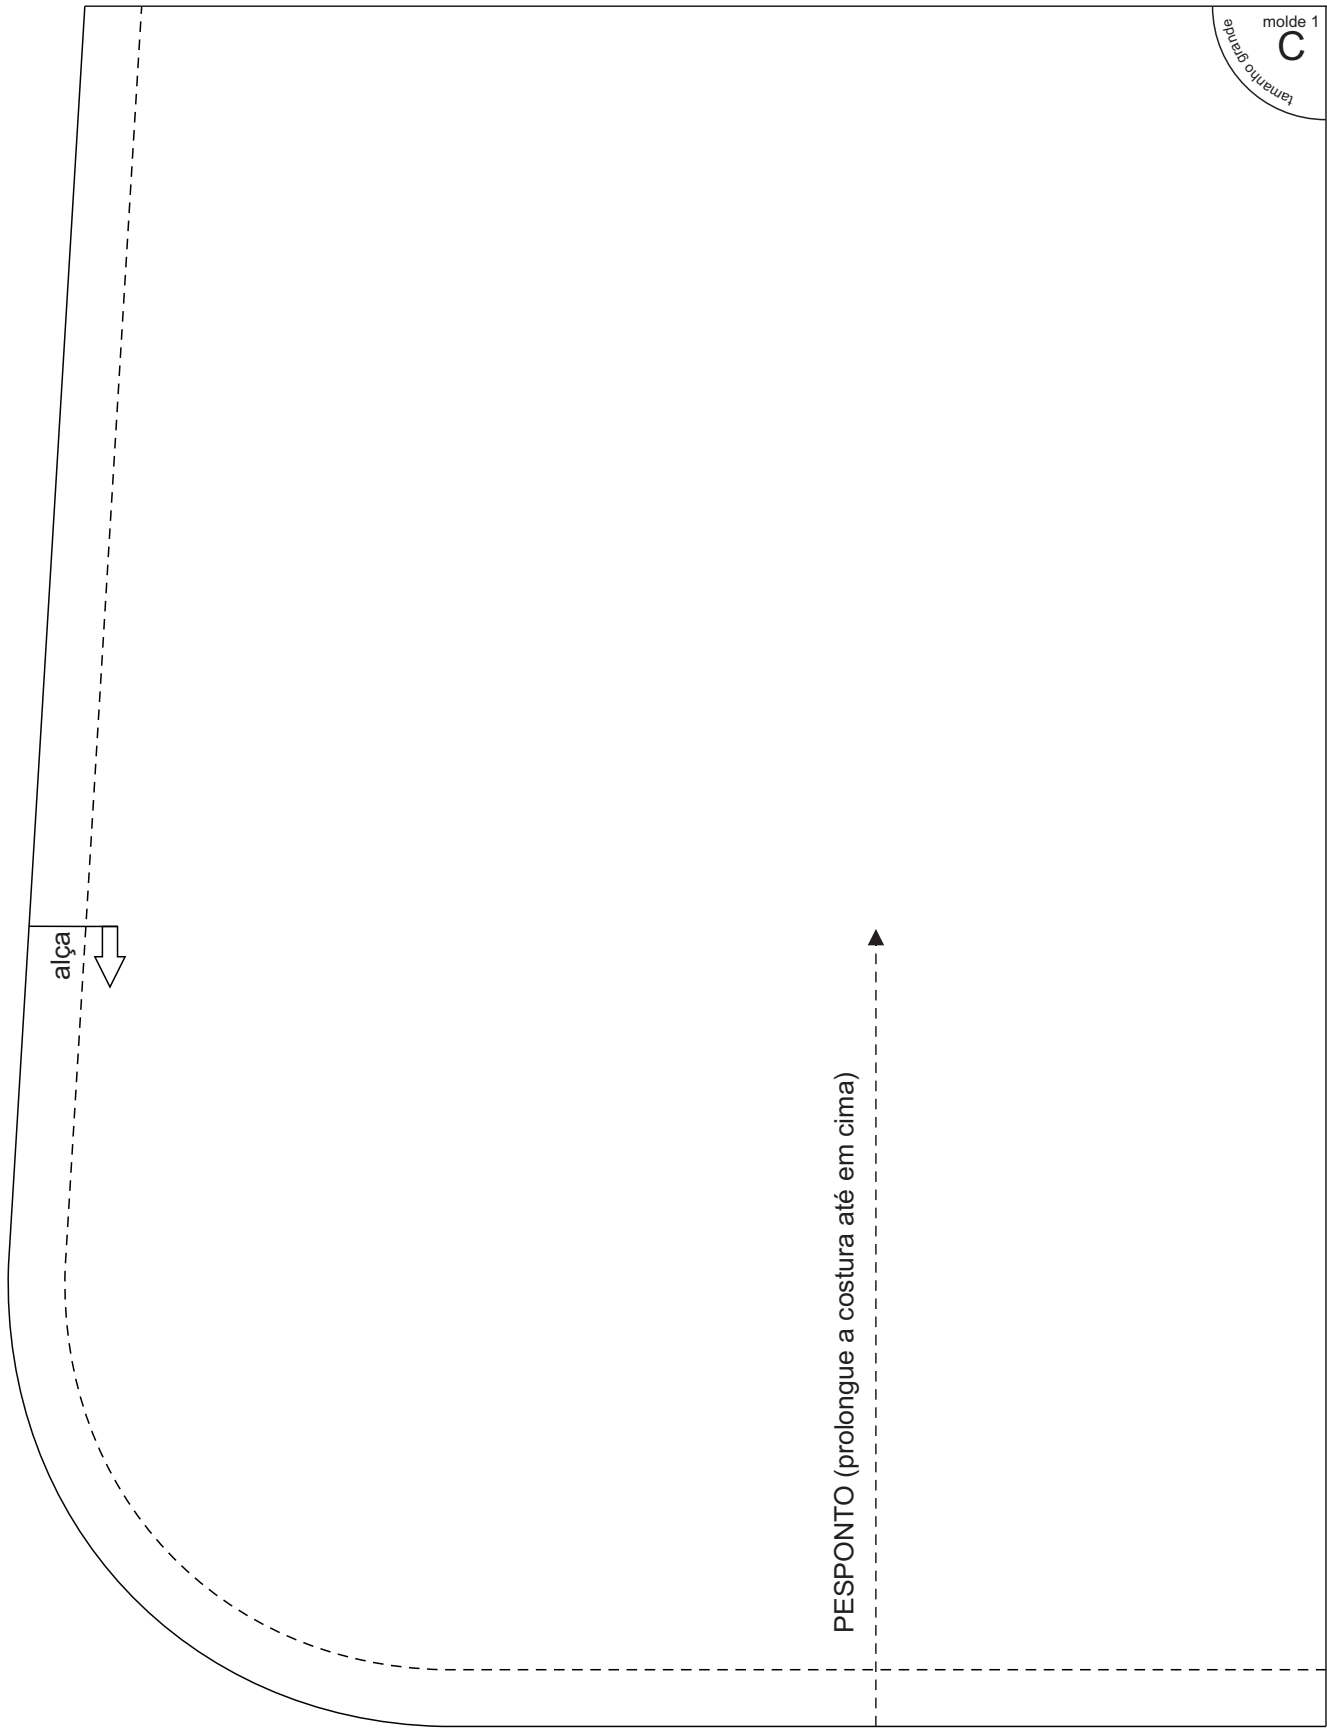 molde 1
C
tamanho grande
alça
PESPONTO (prolongue a costura até em cima)